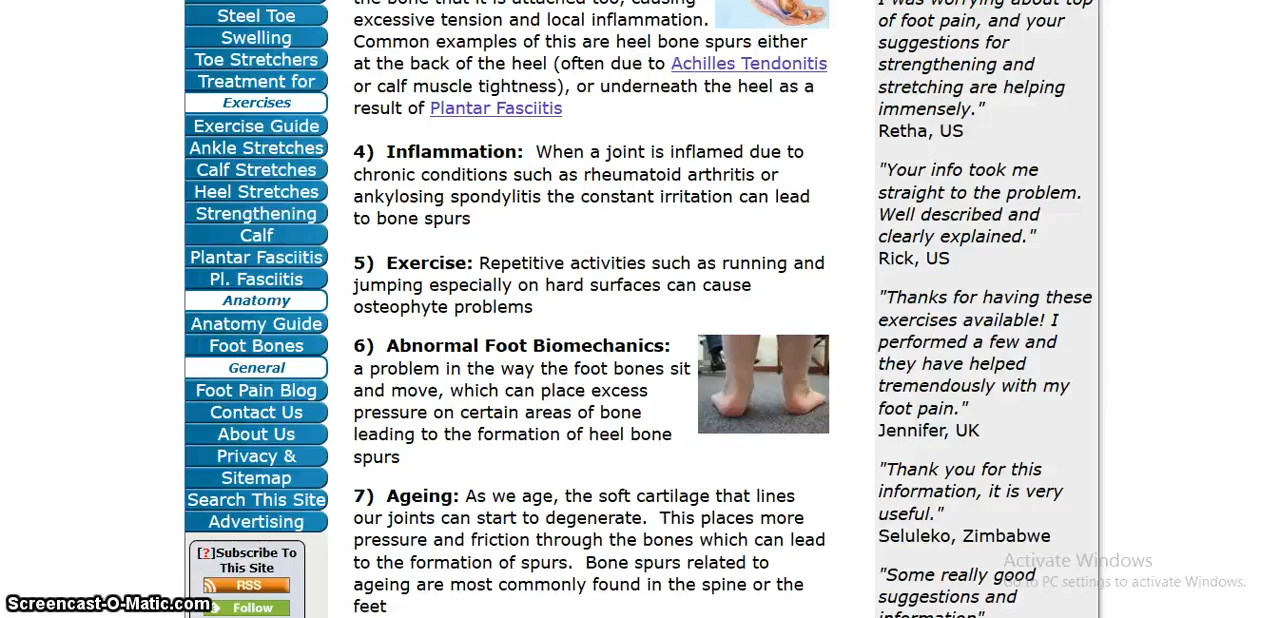 Steel Toe
Swelling
Toe Stretchers
Treatment for
Exercises
Exercise Guide
Ankle Stretches
Calf Stretches
Heel Stretches
Strengthening
Calf
Plantar Fasciitis
Pl. Fasciitis
Anatomy
Anatomy Guide
Foot Bones
General
Foot Pain Blog
Contact Us
About Us
Privacy &
Sitemap
Search This Site
Advertising
[?]Subscribe To
This Site
RSS
Follow
Screencast-O-Matic.com
the bone that it is attached too, causing
excessive tension and local inflammation.
Common examples of this are heel bone spurs either
at the back of the heel (often due to Achilles Tendonitis
or calf muscle tightness), or underneath the heel as a
result of Plantar Fasciitis
4) Inflammation: When a joint is inflamed due to
chronic conditions such as rheumatoid arthritis or
ankylosing spondylitis the constant irritation can lead
to bone spurs
5) Exercise: Repetitive activities such as running and
jumping especially on hard surfaces can cause
osteophyte problems
6) Abnormal Foot Biomechanics:
a problem in the way the foot bones sit
and move, which can place excess
pressure on certain areas of bone
leading to the formation of heel bone
spurs
7) Ageing: As we age, the soft cartilage that lines
our joints can start to degenerate. This places more
pressure and friction through the bones which can lead
to the formation of spurs. Bone spurs related to
ageing are most commonly found in the spine or the
feet
I was worrying about top
of foot pain, and your
suggestions for
strengthening and
stretching are helping
immensely."
Retha, US
"Your info took me
straight to the problem.
Well described and
clearly explained."
Rick, US
"Thanks for having these
exercises available! I
performed a few and
they have helped
tremendously with my
foot pain."
Jennifer, UK
"Thank you for this
information, it is very
useful."
Seluleko, Zimbabwe
"Some really good
suggestions and
information"
Activate Windows
Go to PC settings to activate Windows.